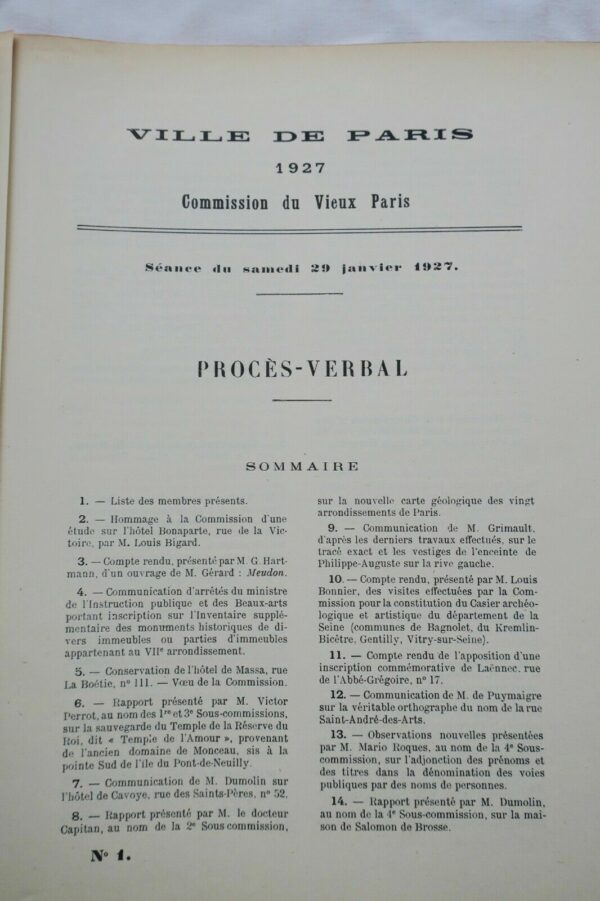 VILLE DE PARIS
1927
Commission du Vieux Paris
Séance du samedi 29 janvier 1927.
PROCÈS-VERBAL
SOMMAIRE
1. — Liste des membres présents.
2. — Hommage à la Commission d'une
étude sur l'hôtel Bonaparte, rue de la Vic-
toire, par M. Louis Bigard.
3. — Compte rendu, présenté par M. G. Hart-
mann, d'un ouvrage de M. Gérard : Meudon.
4. — Communication d'arrêtés du ministre
de l'Instruction publique et des Beaux-arts
portant inscription sur l'Inventaire supplé-
mentaire des monuments historiques de di-
vers immeubles ou parties d'immeubles
appartenant au VIIe arrondissement.
5. — Conservation de l'hôtel de Massa, rue
La Boétie, n° 111. — Vœu de la Commission.
6. — Rapport présenté par M. Victor
Perrot, au nom des 1re et 3e Sous-commissions,
sur la sauvegarde du Temple de la Réserve du
Roi, dit « Temple de l'Amour », provenant
de l'ancien domaine de Monceau, sis à la
pointe Sud de l'île du Pont-de-Neuilly.
7. — Communication de M. Dumolin sur
l'hôtel de Cavoye, rue des Saints-Pères, n° 52.
8. — Rapport présenté par M. le docteur
Capitan, au nom de la 2e Sous commission,
sur la nouvelle carte géologique des vingt
arrondissements de Paris.
9. — Communication de M. Grimault,
d'après les derniers travaux effectués, sur le
tracé exact et les vestiges de l'enceinte de
Philippe-Auguste sur la rive gauche.
10. — Compte rendu, présenté par M. Louis
Bonnier, des visites effectuées par la Com-
mission pour la constitution du Casier archéo-
logique et artistique du département de la
Seine (communes de Bagnolet, du Kremlin-
Bicêtre, Gentilly, Vitry-sur-Seine).
11. — Compte rendu de l'apposition d'une
inscription commémorative de Laënnec, rue
de l'Abbé-Grégoire, n° 17.
12. — Communication de M. de Puymaigre
sur la véritable orthographe du nom de la rue
Saint-André-des-Arts.
13. — Observations nouvelles présentées
par M. Mario Roques, au nom de la 4e Sous-
commission, sur l'adjonction des prénoms et
des titres dans la dénomination des voies
publiques par des noms de personnes.
14. — Rapport présenté par M. Dumolin,
au nom de la 4e Sous-commission, sur la mai-
son de Salomon de Brosse.
N° 1.